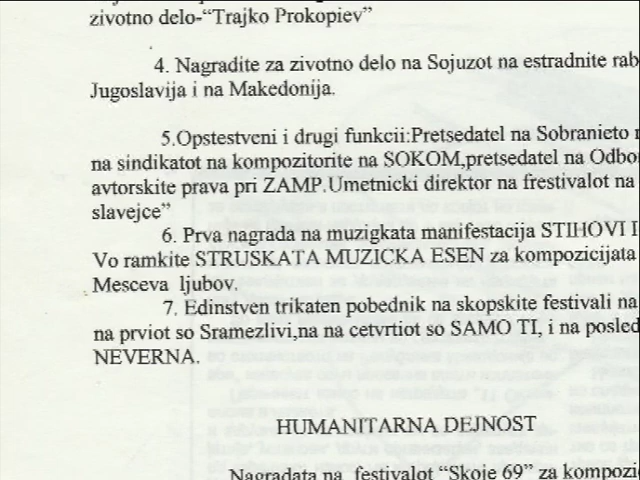 zivotno delo-“Trajko Prokopiev”
4. Nagradite za zivotno delo na Sojuzot na estradnite rab
Jugoslavija i na Makedonija.
5.Opstestveni i drugi funkcii:Pretsedatel na Sobranieto
na sindikatot na kompozitorite na SOKOM,pretsedatel na Odbo
avtorskite prava pri ZAMP.Umetnicki direktor na frestivalot na
slavejce”
6. Prva nagrada na muzigkata manifestacija STIHOVI I
Vo ramkite STRUSKATA MUZICKA ESEN za kompozicijata
Mesceva ljubov.
7. Edinstven trikaten pobednik na skopskite festivali na
na prviot so Sramezlivi,na na cetvrtiot so SAMO TI, i na posled
NEVERNA.
HUMANITARNA DEJNOST
Nagradata na festivalot “Skoje 69” za kompozi